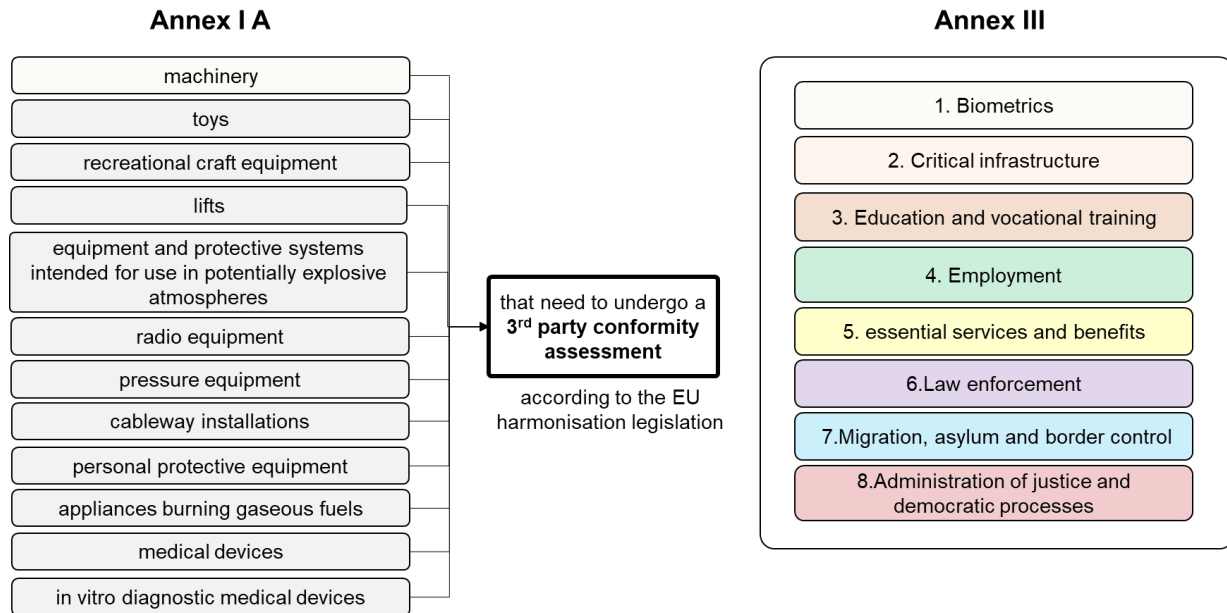 Annex I A
machinery
toys
recreational craft equipment
lifts
equipment and protective systems
intended for use in potentially explosive
atmospheres
radio equipment
pressure equipment
cableway installations
personal protective equipment
appliances burning gaseous fuels
medical devices
in vitro diagnostic medical devices
that need to undergo a
3rd party conformity
assessment
according to the EU
harmonisation legislation
Annex III
1. Biometrics
2. Critical infrastructure
3. Education and vocational training
4. Employment
5. essential services and benefits
6.Law enforcement
7.Migration, asylum and border control
8.Administration of justice and
democratic processes